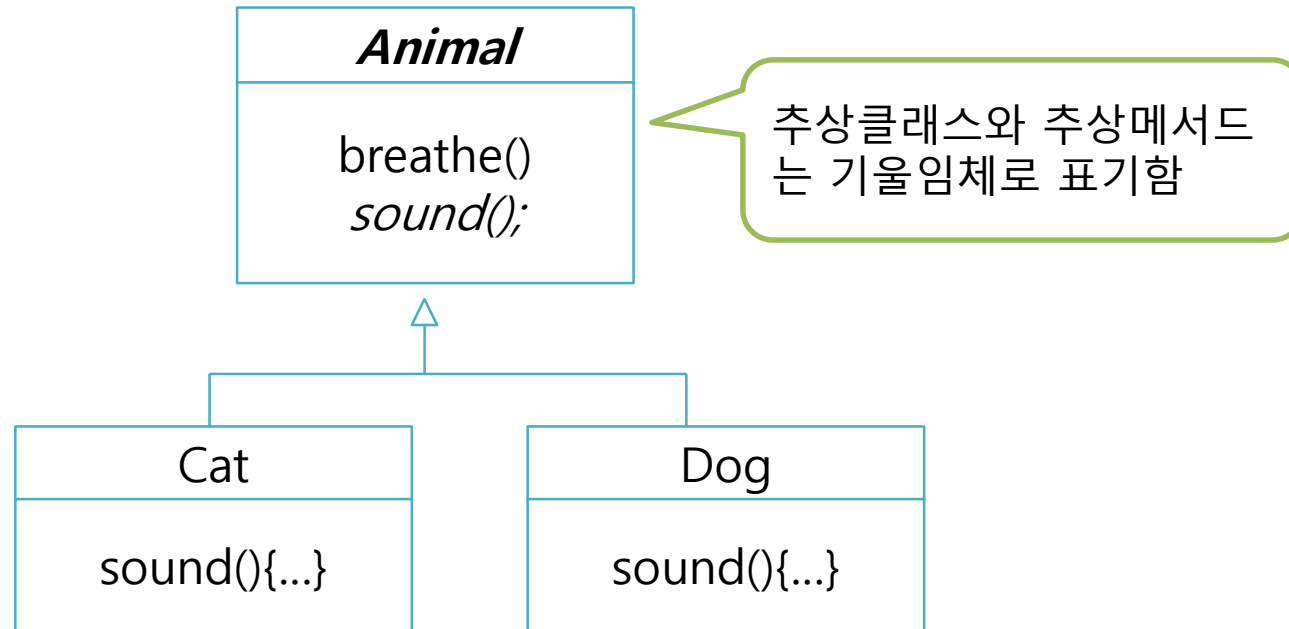 Animal
breathe()
sound();
추상클래스와 추상메서드
는 기울임체로 표기함
Cat
sound(){...}
Dog
sound(){...}